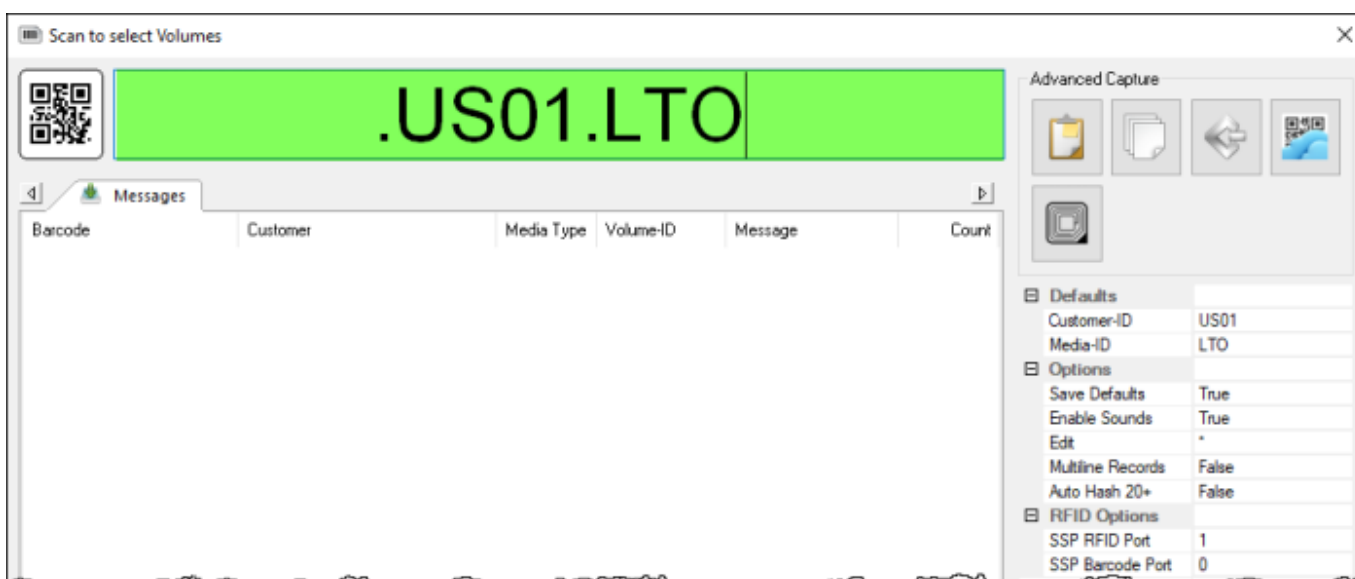 Scan to select Volumes
.US01.LTO
Advanced Capture
Messages
Barcode Customer Media Type Volume-ID Message Count
Defaults
Customer-ID US01
Media-ID LTO
Options
Save Defaults True
Enable Sounds True
Edit *
Multiline Records False
Auto Hash 20+ False
RFID Options
SSP RFID Port 1
SSP Barcode Port 0